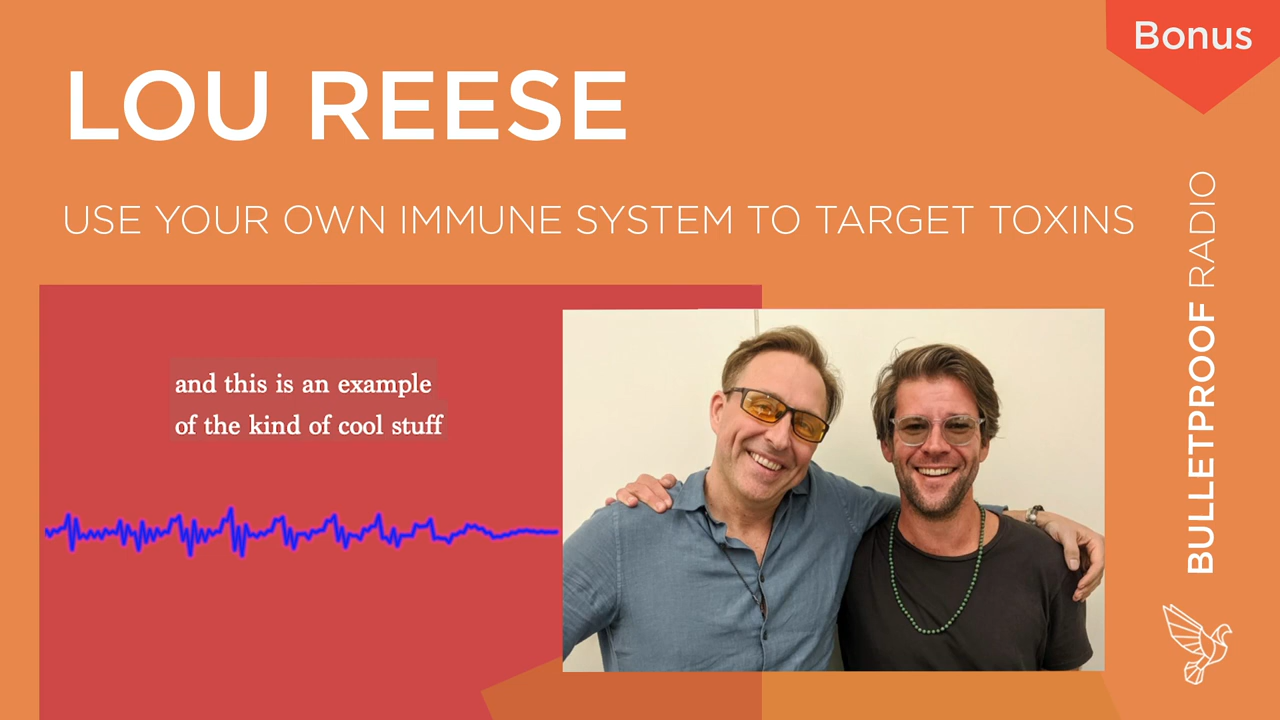 Bonus
LOU REESE
USE YOUR OWN IMMUNE SYSTEM TO TARGET TOXINS
and this is an example
of the kind of cool stuff
BULLETPROOF RADIO